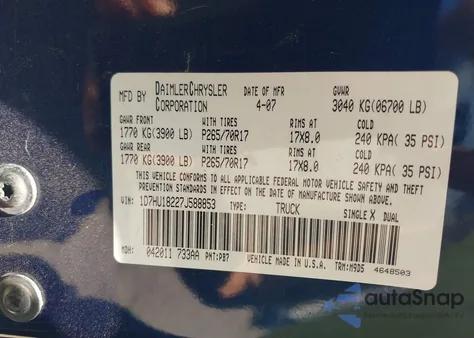 MFD BY DAIMLERCHRYSLER CORPORATION DATE OF MFR 4-07 GVWR 3040 KG(06700 LB)
GAWR FRONT WITH TIRES RIMS AT COLD
1770 KG(3900 LB) P265/70R17 17X8.0 240 KPA( 35 PSI)
GAWR REAR WITH TIRES RIMS AT COLD
1770 KG(3900 LB) P265/70R17 17X8.0 240 KPA( 35 PSI)
THIS VEHICLE CONFORMS TO ALL APPLICABLE FEDERAL MOTOR VEHICLE SAFETY AND THEFT
PREVENTION STANDARDS IN EFFECT ON THE DATE OF MANUFACTURE SHOWN ABOVE.
VIN: 1D7HU18227J588853 TYPE: TRUCK SINGLE X DUAL
MDH: 042011 733AA PNT:PB7 VEHICLE MADE IN U.S.A. TRM:M9D5 4648503
autoSnap